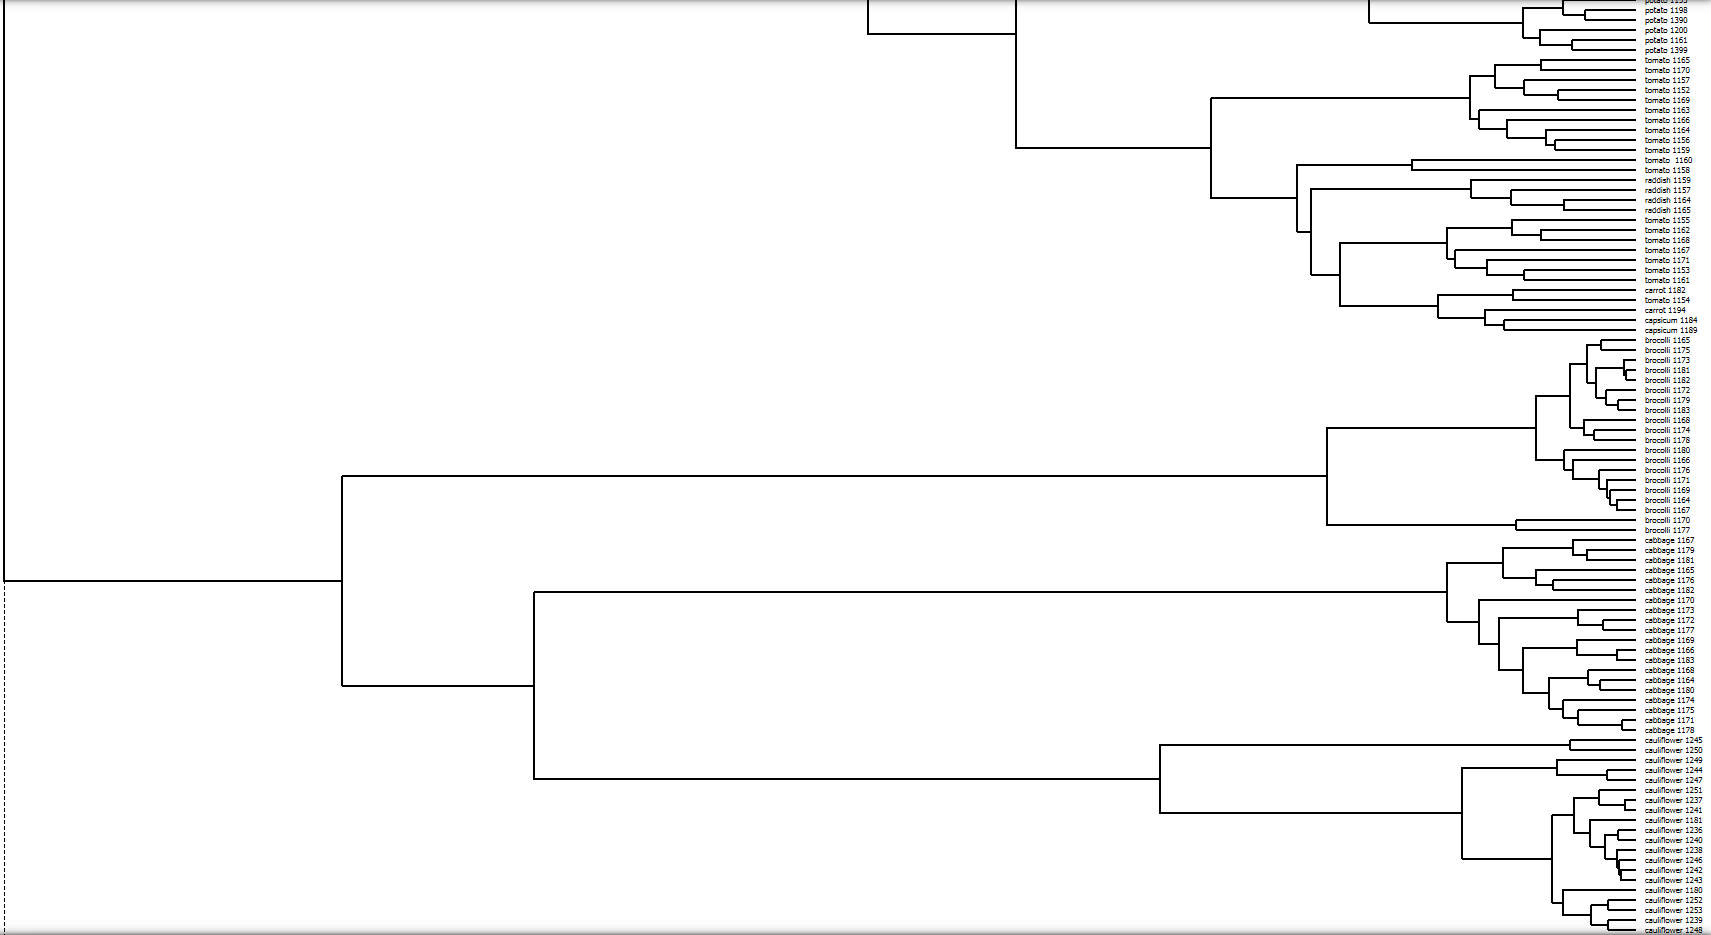 potato 1198
potato 1390
potato 1200
potato 1161
potato 1399
tomato 1165
tomato 1170
tomato 1157
tomato 1152
tomato 1169
tomato 1163
tomato 1166
tomato 1164
tomato 1156
tomato 1159
tomato  1160
tomato 1158
raddish 1159
raddish 1157
raddish 1164
raddish 1165
tomato 1155
tomato 1162
tomato 1168
tomato 1167
tomato 1171
tomato 1153
tomato 1161
carrot 1182
tomato 1154
carrot 1194
capsicum 1184
capsicum 1189
brocolli 1165
brocolli 1175
brocolli 1173
brocolli 1181
brocolli 1182
brocolli 1172
brocolli 1179
brocolli 1183
brocolli 1168
brocolli 1174
brocolli 1178
brocolli 1180
brocolli 1166
brocolli 1176
brocolli 1171
brocolli 1169
brocolli 1164
brocolli 1167
brocolli 1170
brocolli 1177
cabbage 1167
cabbage 1179
cabbage 1181
cabbage 1165
cabbage 1176
cabbage 1182
cabbage 1170
cabbage 1173
cabbage 1172
cabbage 1177
cabbage 1169
cabbage 1166
cabbage 1183
cabbage 1168
cabbage 1164
cabbage 1180
cabbage 1174
cabbage 1175
cabbage 1171
cabbage 1178
cauliflower 1245
cauliflower 1250
cauliflower 1249
cauliflower 1244
cauliflower 1247
cauliflower 1251
cauliflower 1237
cauliflower 1241
cauliflower 1181
cauliflower 1236
cauliflower 1240
cauliflower 1238
cauliflower 1246
cauliflower 1242
cauliflower 1243
cauliflower 1180
cauliflower 1252
cauliflower 1253
cauliflower 1239
cauliflower 1248